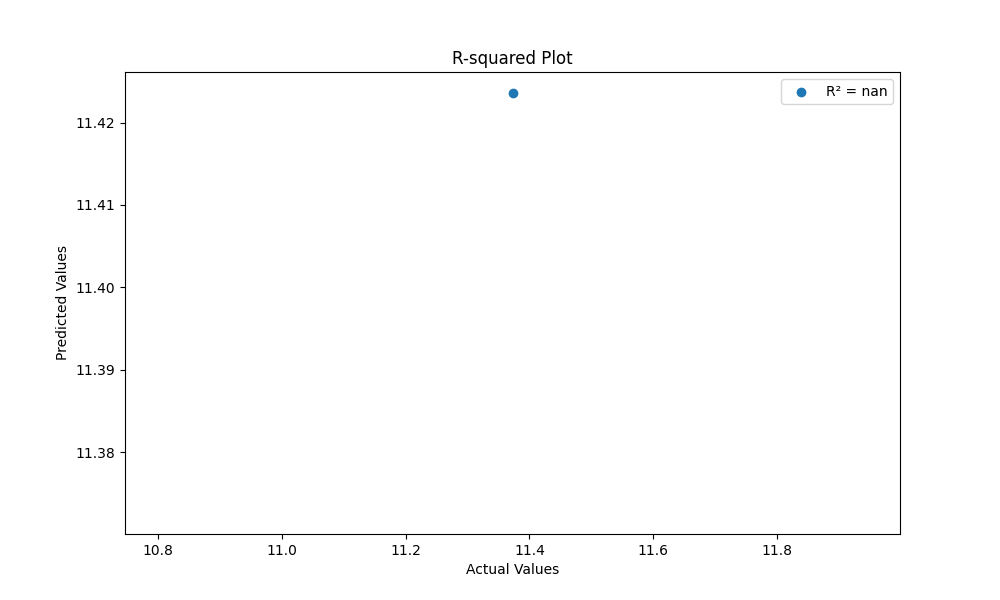 R-squared Plot
R² = nan
11.42
11.41
11.40
11.39
11.38
Predicted Values
10.8 11.0 11.2 11.4 11.6 11.8
Actual Values